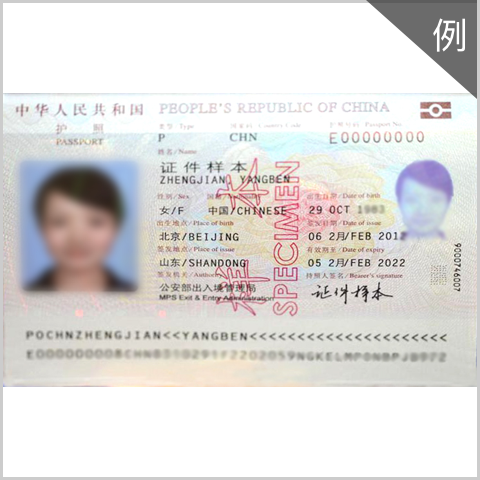 例
中华人民共和国 PEOPLE'S REPUBLIC OF CHINA
护 照
PASSPORT
类型 / Type
国家码 / Country Code
护照号码 / Passport No.
P
CHN
E00000000
姓名 / Name
证件样本
ZHENGJIAN YANGBEN
性别 / Sex
国籍 / Nationality
出生日期 / Date of birth
女/F
中国/CHINESE
29 OCT
出生地点 / Place of birth
签发日期 / Date of issue
北京/BEIJING
06 2月/FEB 2012
签发地点 / Place of issue
有效期至 / Date of expiry
山东/SHANDONG
05 2月/FEB 2022
签发机关 / Authority
持照人签名 / Bearer's signature
公安部出入境管理局
MPS Exit & Entry Administration
证件样本
样本
SPECIMEN
9000746007
POCHNZHENGJIAN<<YANGBEN<<<<<<<<<<<<<<<<<<<<<